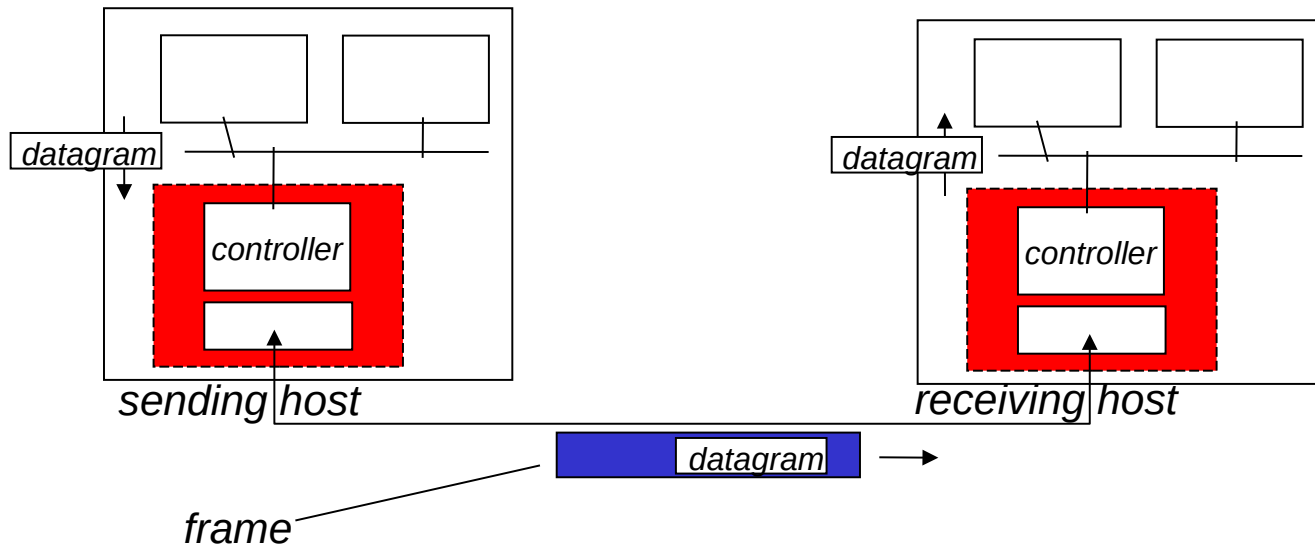 datagram
datagram
controller
controller
sending host
receiving host
datagram
frame